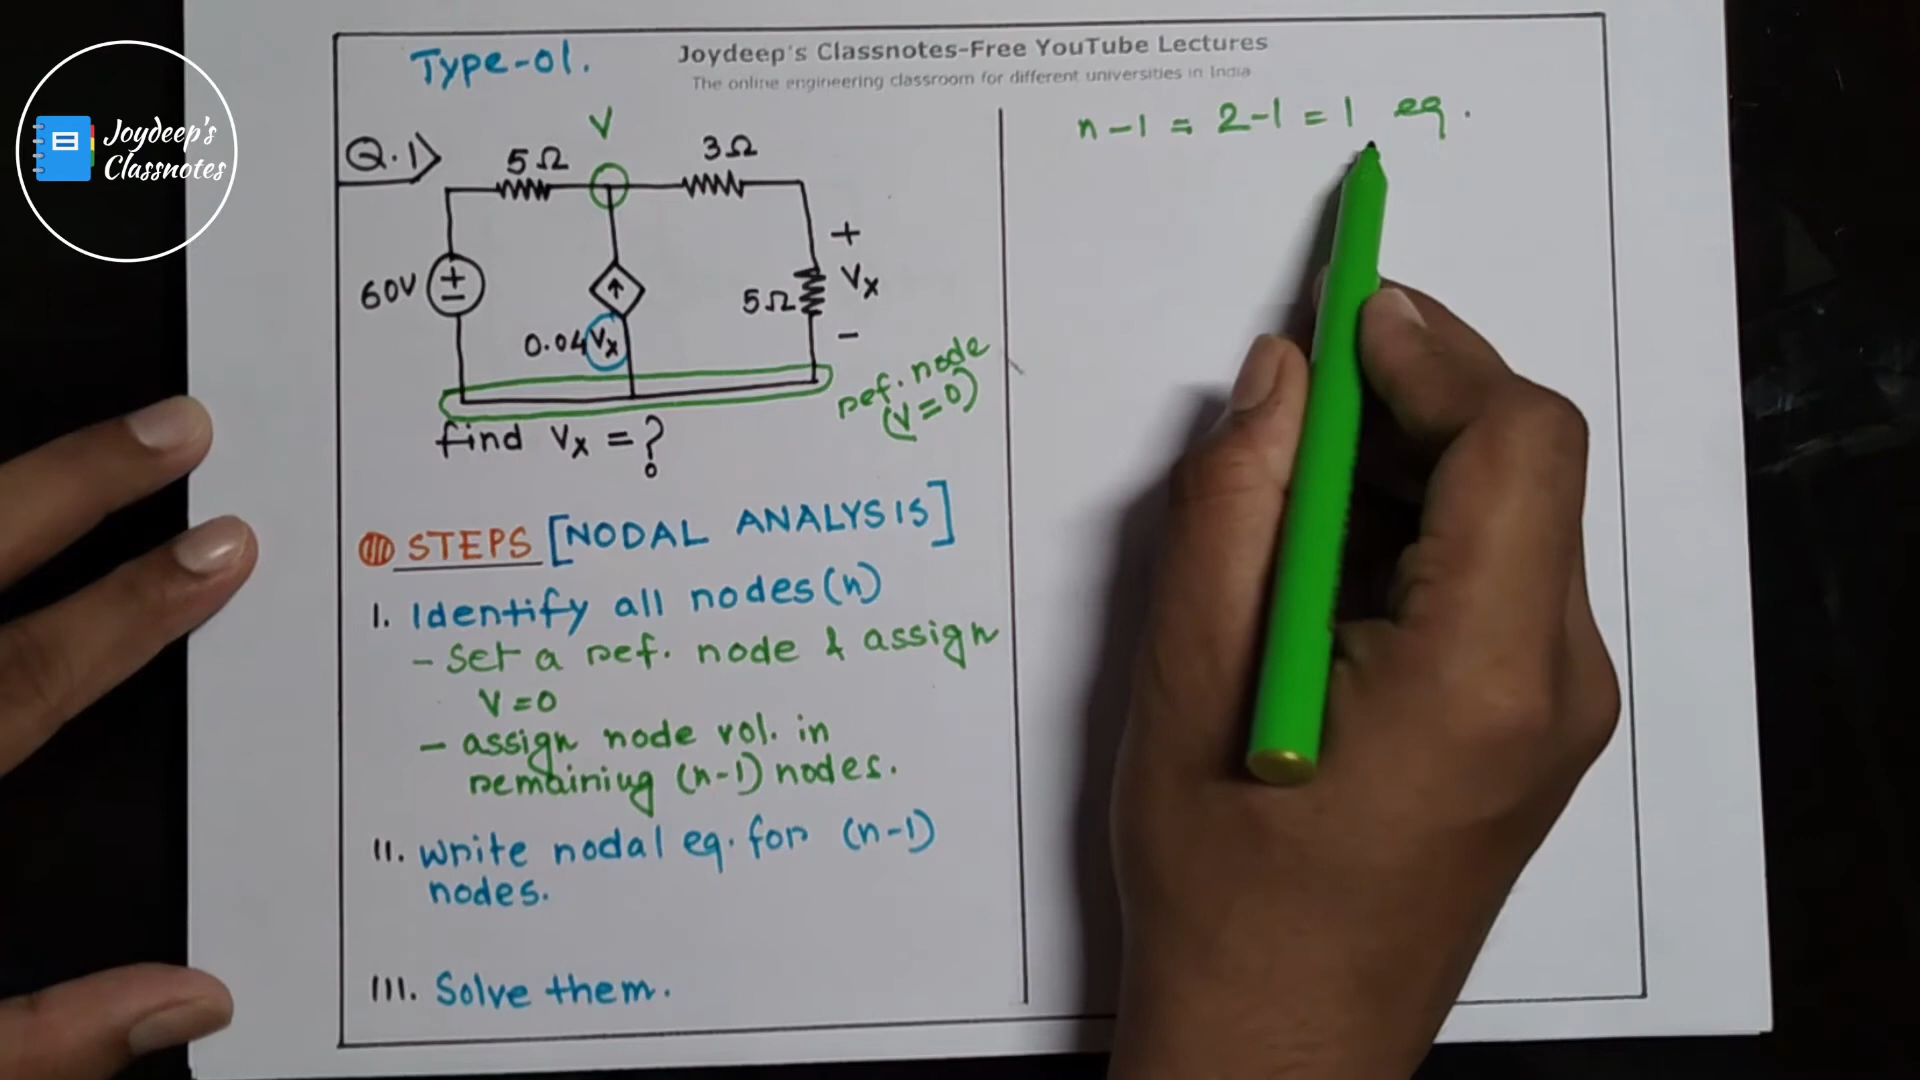 Joydeep's
Classnotes
Type-01.
Joydeep's Classnotes-Free YouTube Lectures
The online engineering classroom for different universities in India
Q.1
V
5Ω
3Ω
60V
+
-
0.04Vx
5Ω
+
Vx
-
ref. node
(V=0)
find Vx = ?
STEPS [NODAL ANALYSIS]
I. Identify all nodes(n)
- Set a ref. node & assign
V=0
- assign node vol. in
remaining (n-1) nodes.
II. Write nodal eq. for (n-1)
nodes.
III. Solve them.
n-1 = 2-1 = 1 eq.